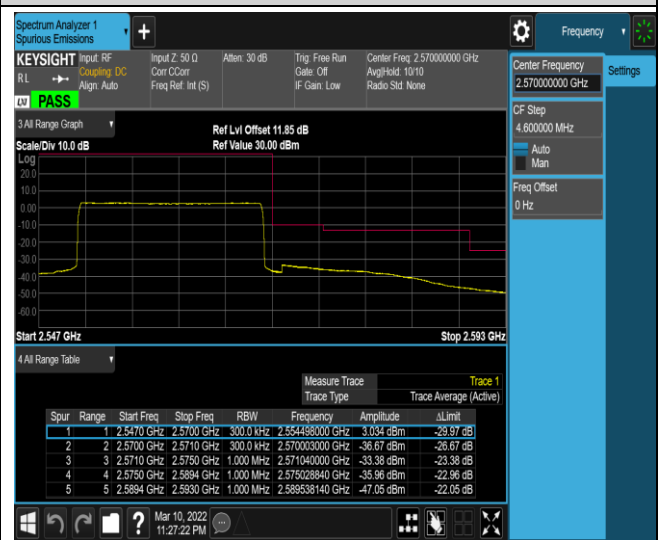 Spectrum Analyzer 1
Spurious Emissions
Frequency
KEYSIGHT
RL
Input: RF
Coupling: DC
Align: Auto
Input Z: 50 Ω
Corr CCorr
Freq Ref: Int (S)
Atten: 30 dB
Trig: Free Run
Gate: Off
IF Gain: Low
Center Freq: 2.570000000 GHz
Avg|Hold: 10/10
Radio Std: None
PASS
3 All Range Graph
Scale/Div 10.0 dB
Ref Lvl Offset 11.85 dB
Ref Value 30.00 dBm
Log
20.0
10.0
0.00
-10.0
-20.0
-30.0
-40.0
-50.0
-60.0
Start 2.547 GHz
Stop 2.593 GHz
4 All Range Table
Measure Trace Trace 1
Trace Type Trace Average (Active)
Spur Range Start Freq Stop Freq RBW Frequency Amplitude ΔLimit
1 1 2.5470 GHz 2.5700 GHz 300.0 kHz 2.554498000 GHz 3.034 dBm -29.97 dB
2 2 2.5700 GHz 2.5710 GHz 300.0 kHz 2.570003000 GHz -36.67 dBm -26.67 dB
3 3 2.5710 GHz 2.5750 GHz 1.000 MHz 2.571040000 GHz -33.38 dBm -23.38 dB
4 4 2.5750 GHz 2.5894 GHz 1.000 MHz 2.575028840 GHz -35.96 dBm -22.96 dB
5 5 2.5894 GHz 2.5930 GHz 1.000 MHz 2.589538140 GHz -47.05 dBm -22.05 dB
Mar 10, 2022
11:27:22 PM
Center Frequency
2.570000000 GHz
Settings
CF Step
4.600000 MHz
Auto
Man
Freq Offset
0 Hz